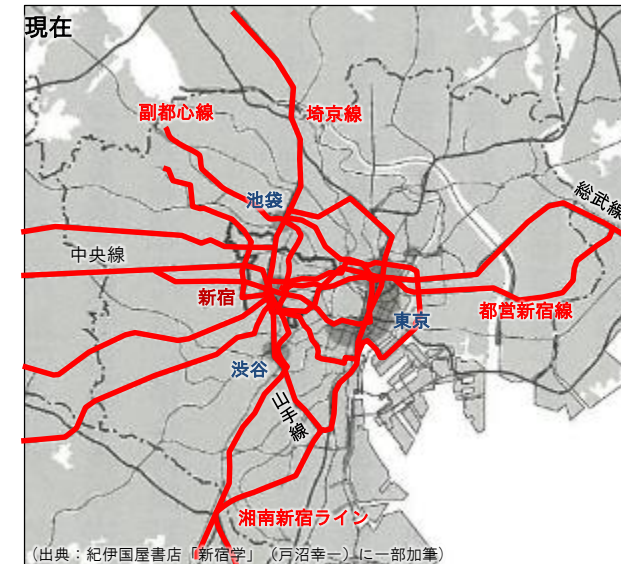 現在
副都心線
埼京線
池袋
総武線
中央線
新宿
都営新宿線
東京
渋谷
山手線
湘南新宿ライン
（出典：紀伊国屋書店「新宿学」（戸沼幸一）に一部加筆）